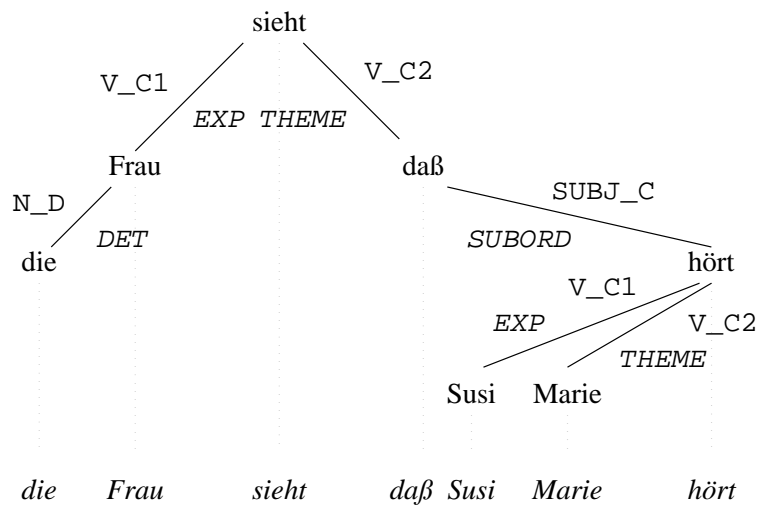 sieht
V_C1 V_C2
EXP THEME
Frau daß
N_D SUBJ_C
DET SUBORD
die hört
V_C1
EXP V_C2
THEME
Susi Marie
die Frau sieht daß Susi Marie hört